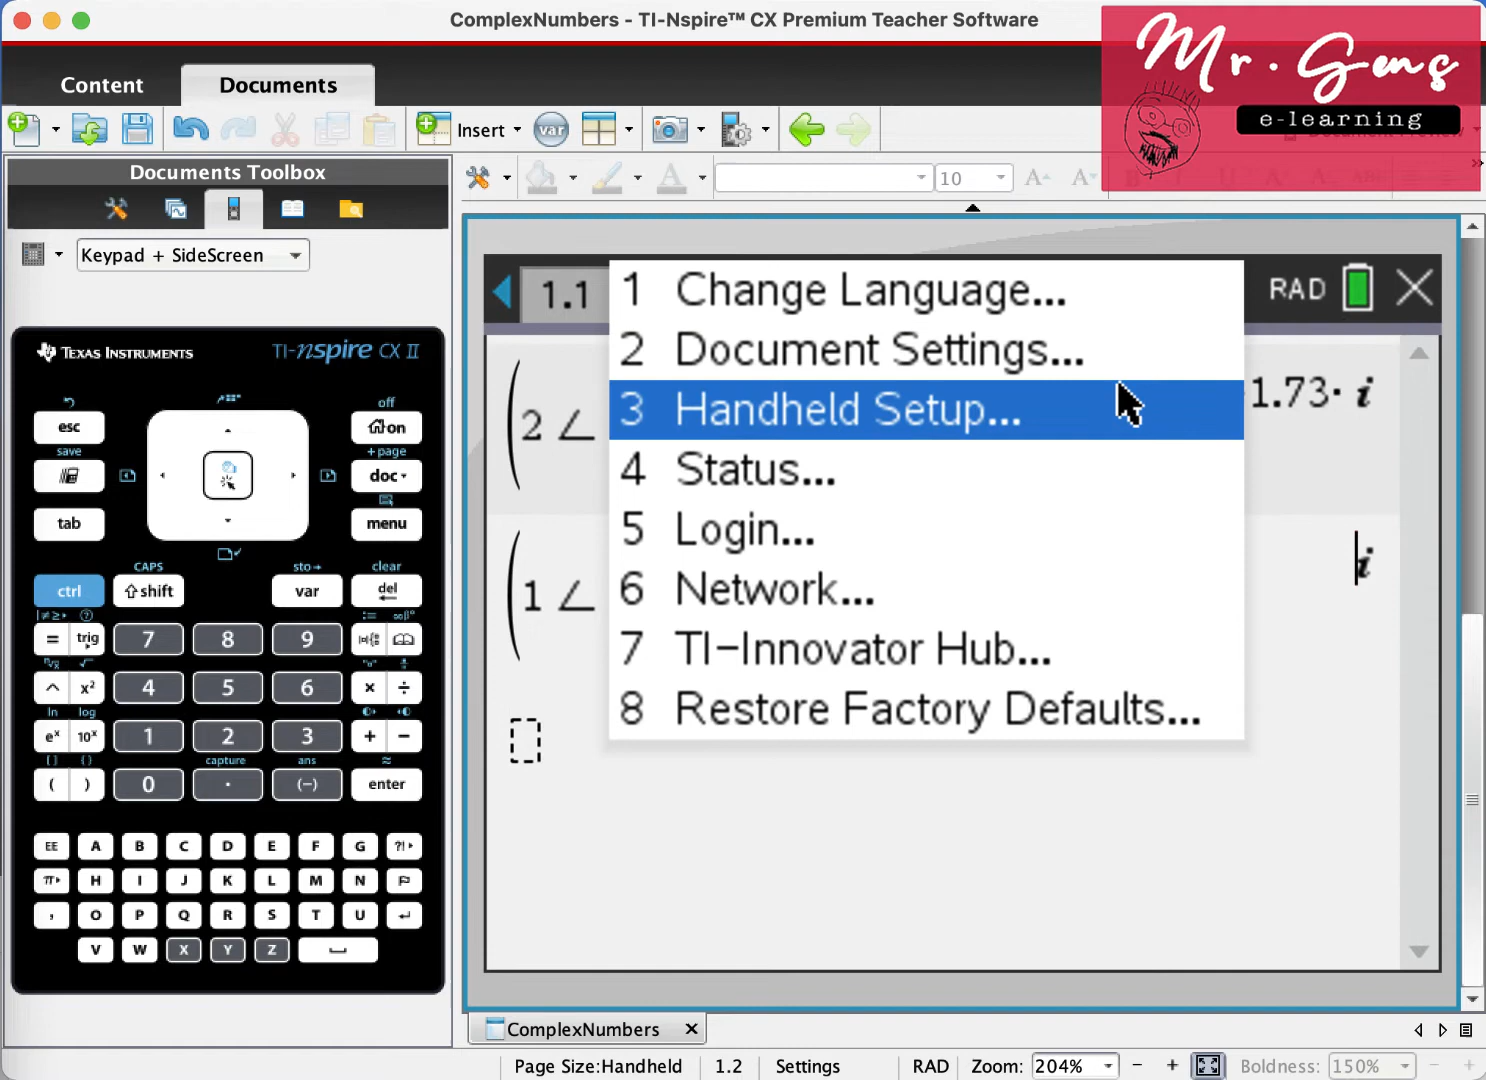 ComplexNumbers - TI-Nspire™ CX Premium Teacher Software
Mr. Gens
e-learning
Content
Documents
Insert
var
Documents Toolbox
10
Keypad + SideScreen
TEXAS INSTRUMENTS
TI-nspire CX II
off
esc
on
save
+ page
doc
tab
menu
CAPS
sto→
clear
ctrl
shift
var
del
= trig 7 8 9
^ x² 4 5 6 × ÷
ln log
eˣ 10ˣ 1 2 3 + −
[ ] { } capture ans ≈
( ) 0 . (−) enter
EE A B C D E F G ?!▸
π▸ H I J K L M N
, O P Q R S T U ↵
V W X Y Z
1.1
RAD
1 Change Language...
2 Document Settings...
3 Handheld Setup...
4 Status...
5 Login...
6 Network...
7 TI-Innovator Hub...
8 Restore Factory Defaults...
(2 ∠
1.73· i
(1 ∠
i
ComplexNumbers
Page Size:Handheld 1.2 Settings RAD Zoom: 204% − + Boldness: 150% − +